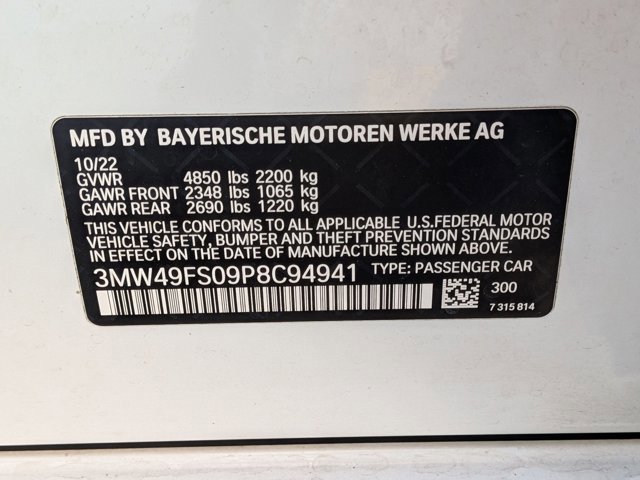 MFD BY BAYERISCHE MOTOREN WERKE AG
10/22
GVWR 4850 lbs 2200 kg
GAWR FRONT 2348 lbs 1065 kg
GAWR REAR 2690 lbs 1220 kg
THIS VEHICLE CONFORMS TO ALL APPLICABLE U.S.FEDERAL MOTOR
VEHICLE SAFETY, BUMPER AND THEFT PREVENTION STANDARDS
IN EFFECT ON THE DATE OF MANUFACTURE SHOWN ABOVE.
3MW49FS09P8C94941 TYPE: PASSENGER CAR
300
7 315 814